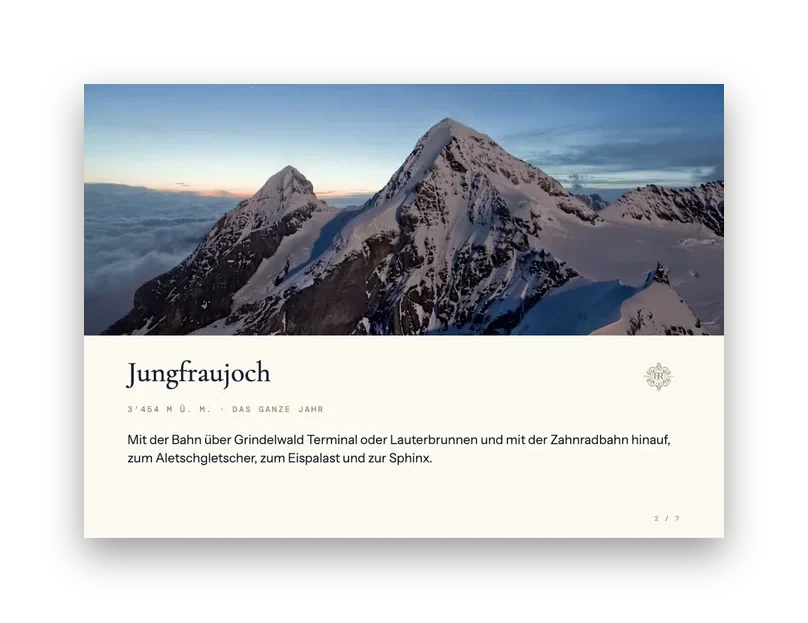 Jungfraujoch
3'454 M Ü. M. · DAS GANZE JAHR
Mit der Bahn über Grindelwald Terminal oder Lauterbrunnen und mit der Zahnradbahn hinauf,
zum Aletschgletscher, zum Eispalast und zur Sphinx.
2 / 7